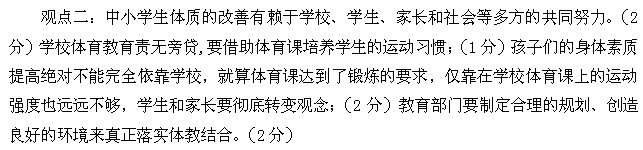 观点二：中小学生体质的改善有赖于学校、学生、家长和社会等多方的共同努力。（2
分）学校体育教育责无旁贷,要借助体育课培养学生的运动习惯；（1 分）孩子们的身体素质
提高绝对不能完全依靠学校，就算体育课达到了锻炼的要求，仅靠在学校体育课上的运动
强度也远远不够，学生和家长要彻底转变观念；（2 分）教育部门要制定合理的规划、创造
良好的环境来真正落实体教结合。（2 分）